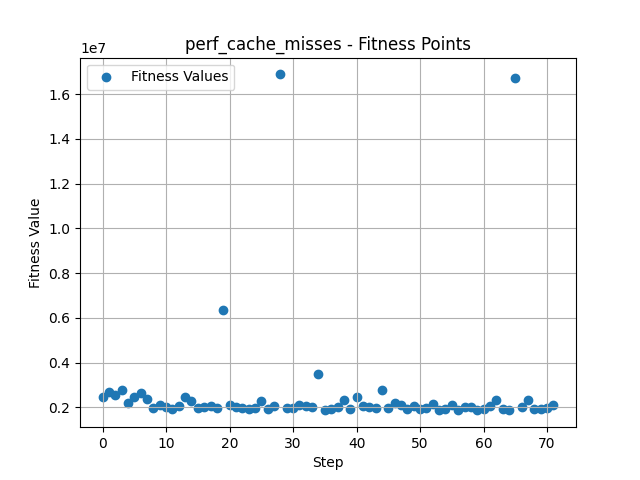 perf_cache_misses - Fitness Points
1e7
Fitness Values
1.6
1.4
1.2
1.0
0.8
0.6
0.4
0.2
Fitness Value
0 10 20 30 40 50 60 70
Step